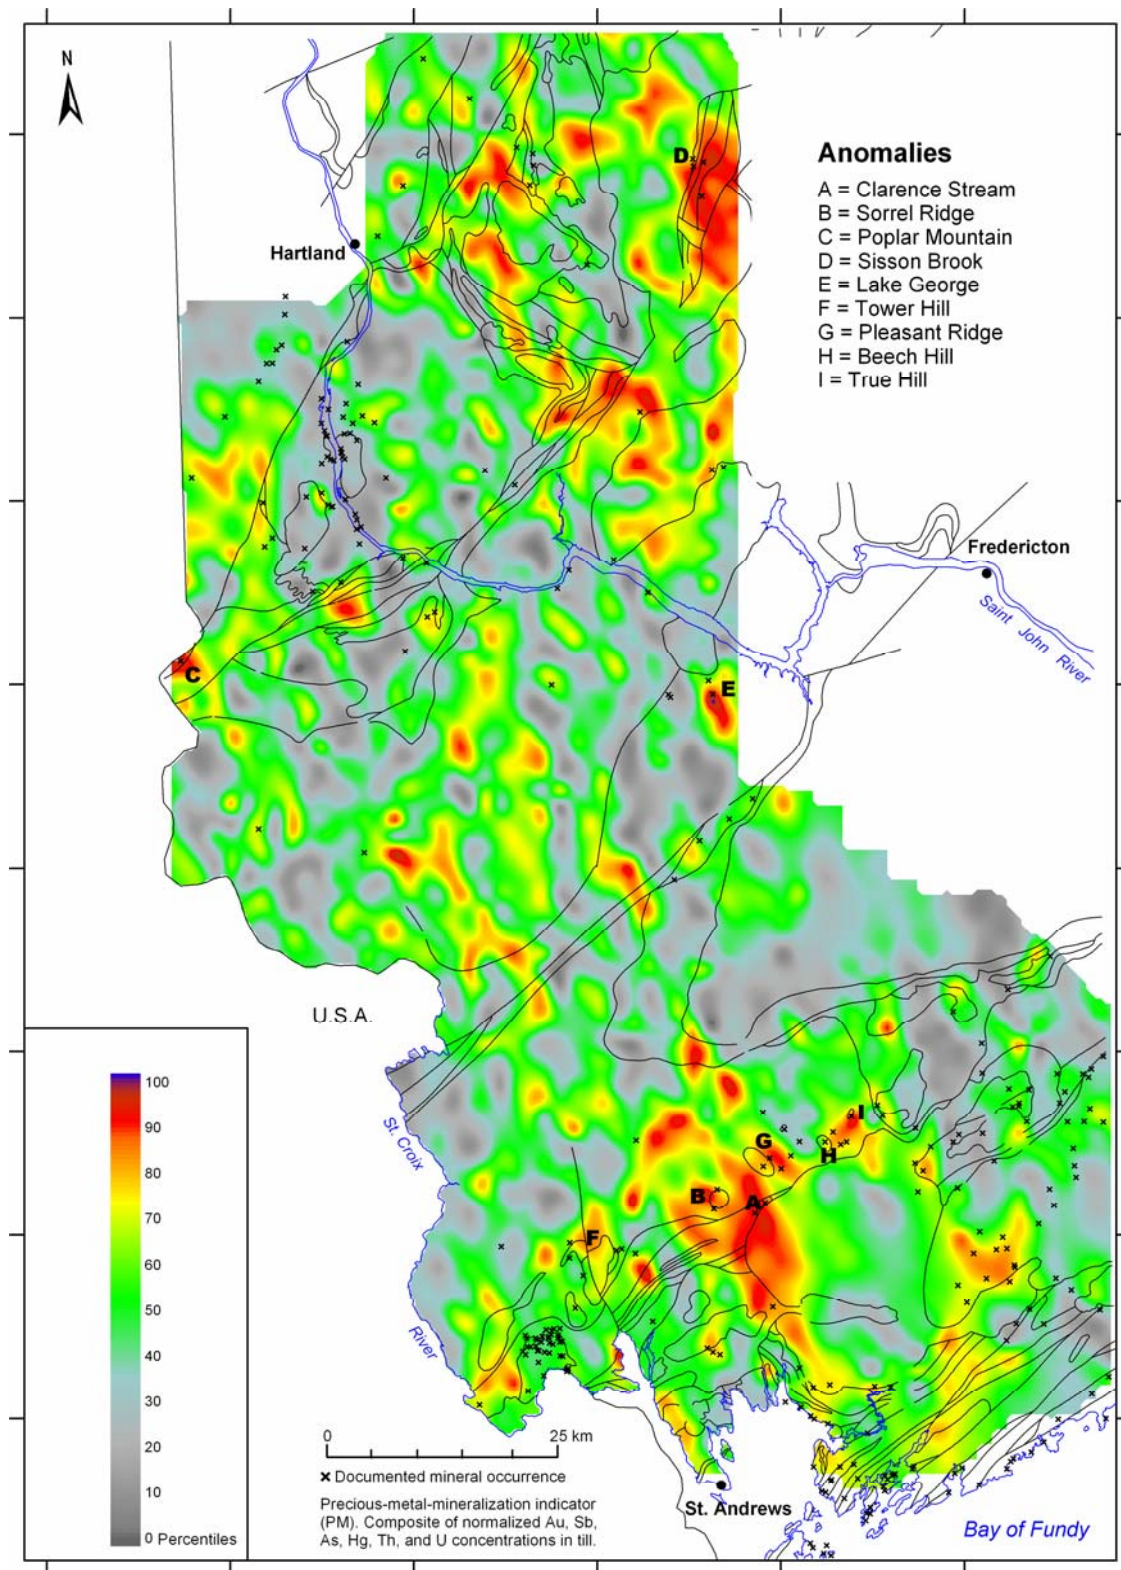 N
Anomalies
A = Clarence Stream
B = Sorrel Ridge
C = Poplar Mountain
D = Sisson Brook
E = Lake George
F = Tower Hill
G = Pleasant Ridge
H = Beech Hill
I = True Hill
D
Hartland
Fredericton
Saint John River
C
E
U.S.A.
St. Croix
River
I
G
H
B
A
F
100
90
80
70
60
50
40
30
20
10
0 Percentiles
0 25 km
× Documented mineral occurrence
Precious-metal-mineralization indicator
(PM). Composite of normalized Au, Sb,
As, Hg, Th, and U concentrations in till.
St. Andrews
Bay of Fundy